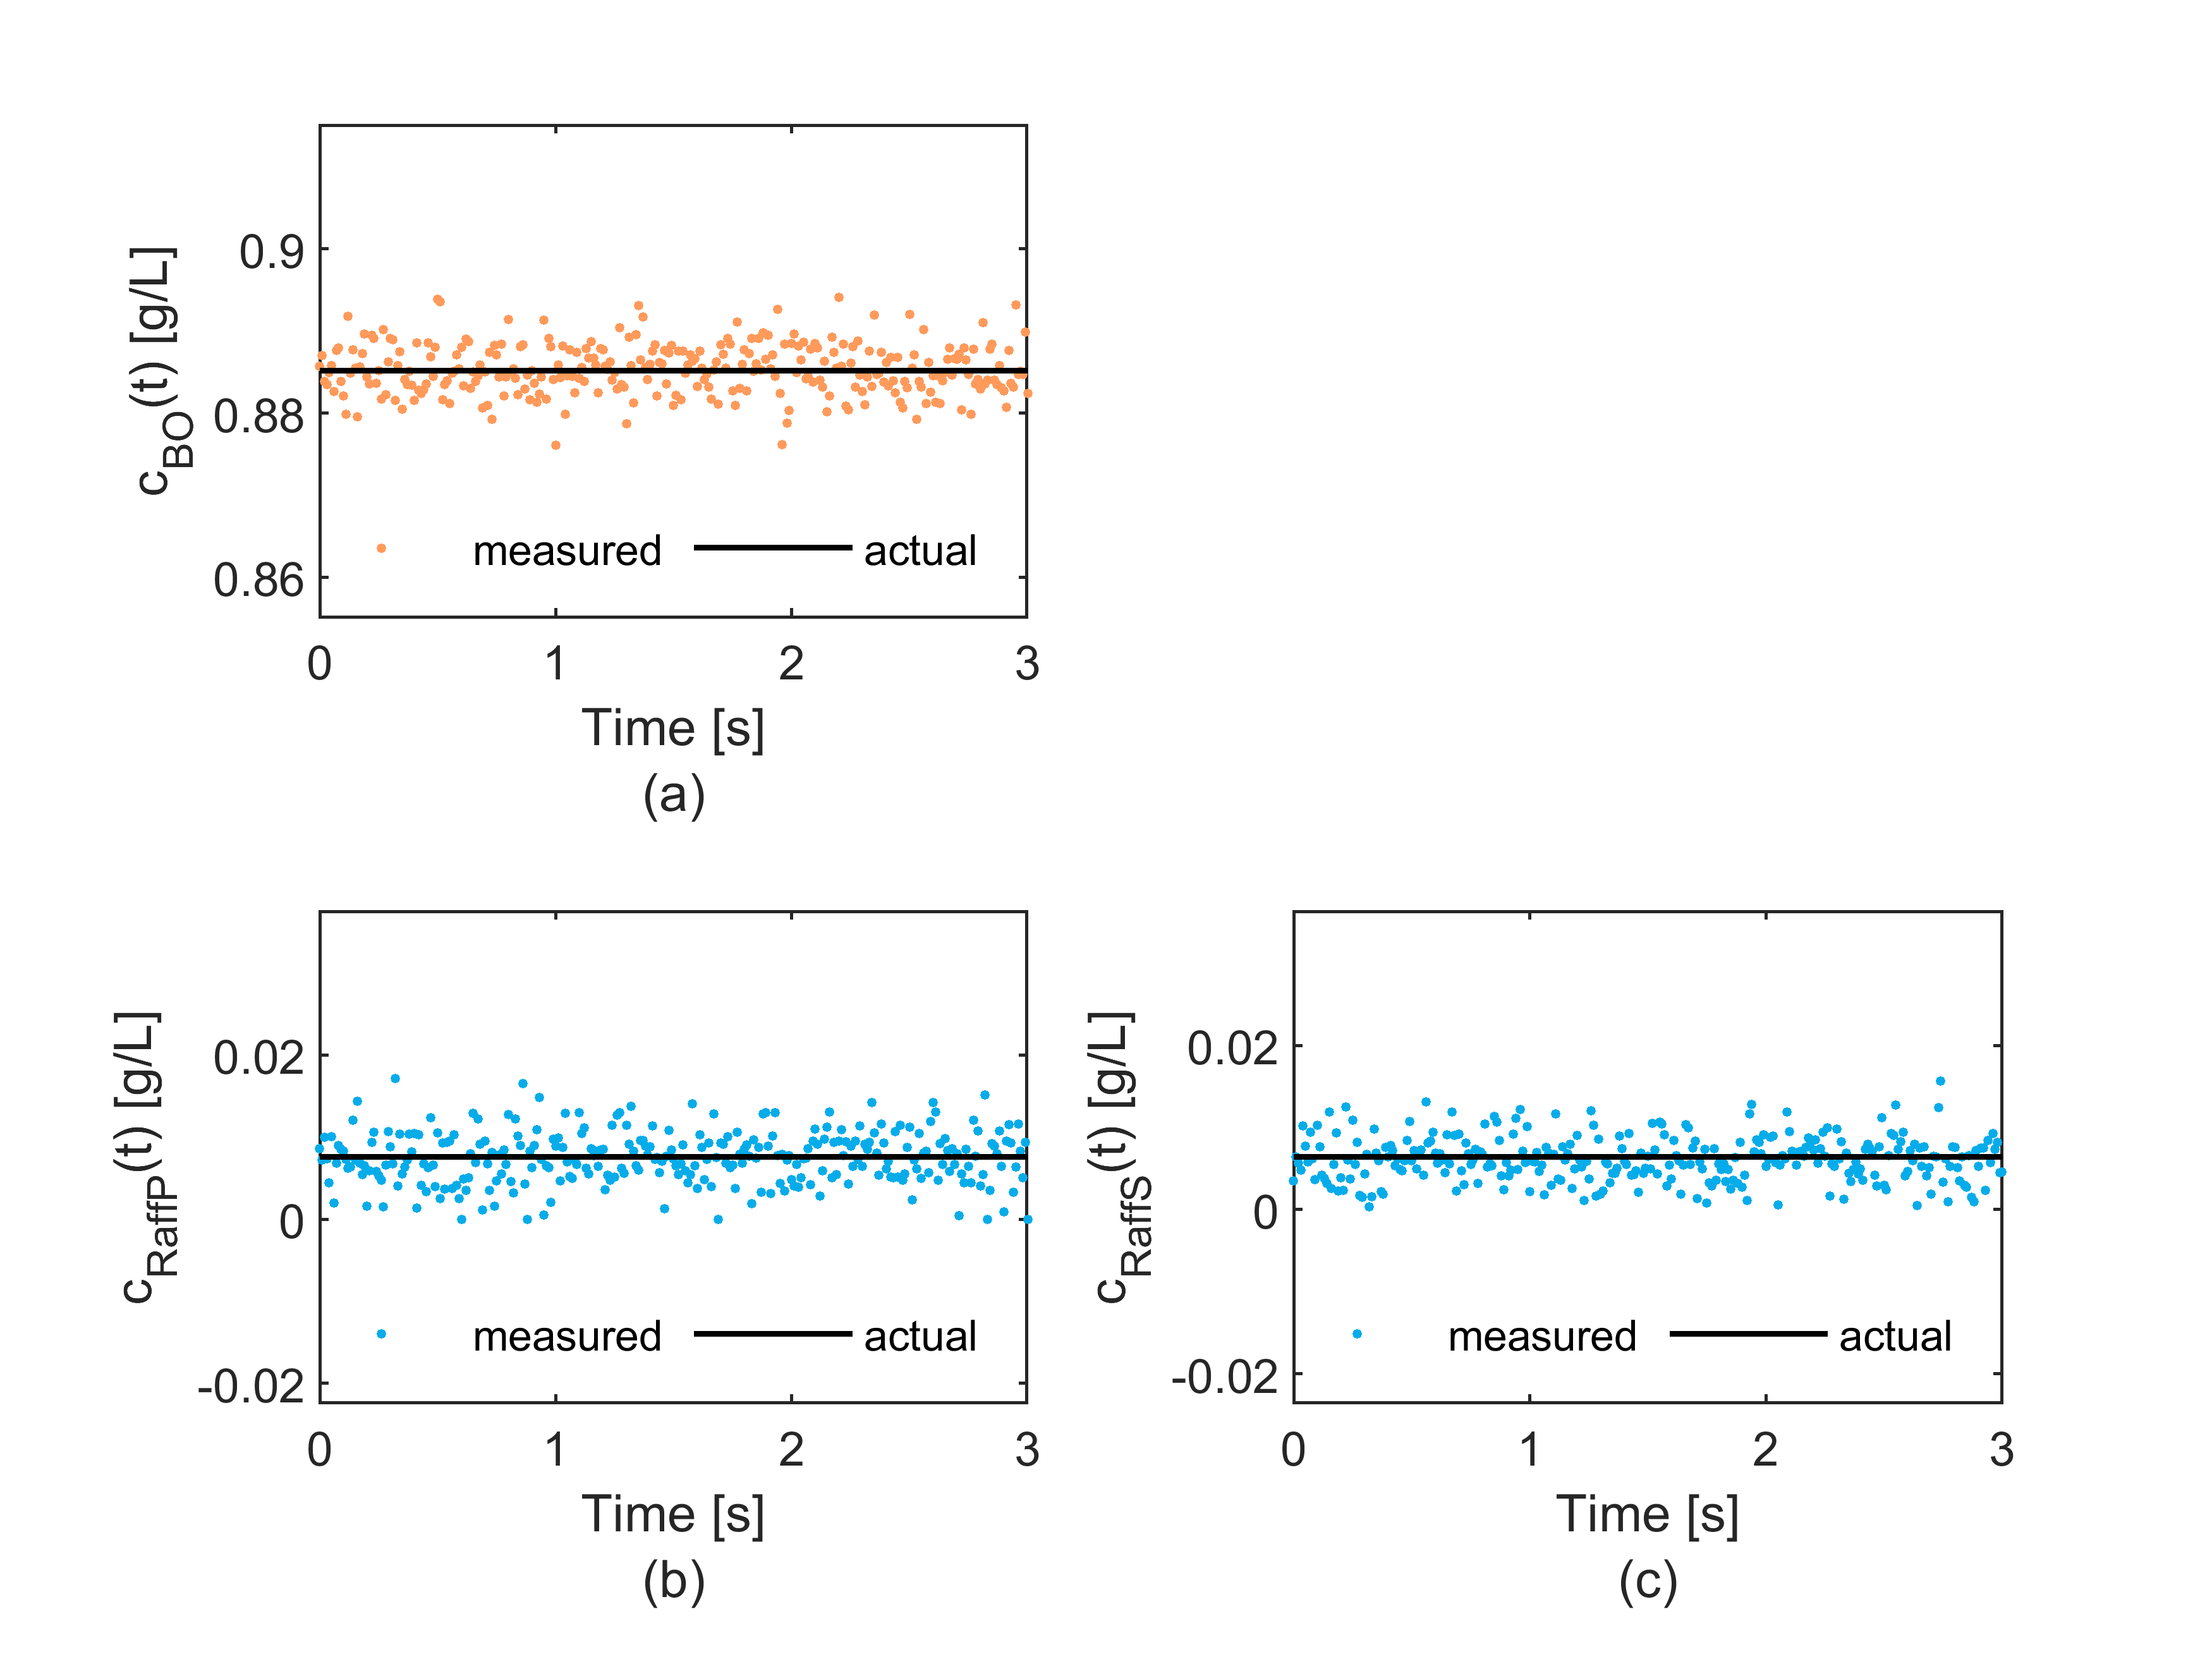 c_BO(t) [g/L]
0.9
0.88
0.86
measured actual
0 1 2 3
Time [s]
(a)
c_RaffP(t) [g/L]
0.02
0
-0.02
measured actual
0 1 2 3
Time [s]
(b)
c_RaffS(t) [g/L]
0.02
0
-0.02
measured actual
0 1 2 3
Time [s]
(c)